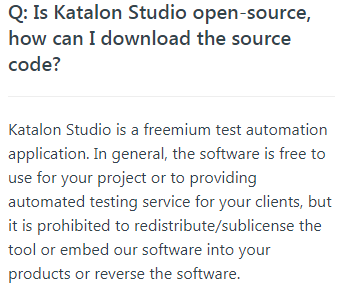 Q: Is Katalon Studio open-source,
how can I download the source
code?
Katalon Studio is a freemium test automation
application. In general, the software is free to
use for your project or to providing
automated testing service for your clients, but
it is prohibited to redistribute/sublicense the
tool or embed our software into your
products or reverse the software.